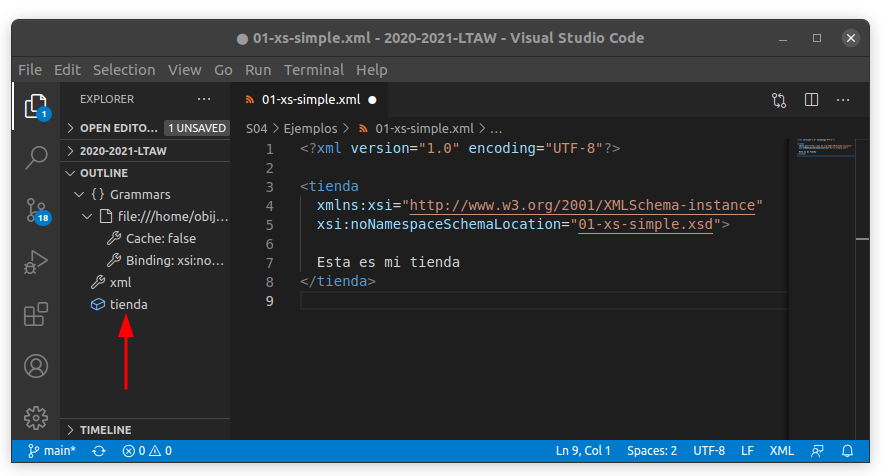 ● 01-xs-simple.xml - 2020-2021-LTAW - Visual Studio Code
File Edit Selection View Go Run Terminal Help
EXPLORER ···
OPEN EDITO... 1 UNSAVED
2020-2021-LTAW
OUTLINE
{ } Grammars
file:///home/obij...
Cache: false
Binding: xsi:no...
xml
tienda
TIMELINE
1
18
01-xs-simple.xml ●
···
S04 > Ejemplos > 01-xs-simple.xml > ...
1 <?xml version="1.0" encoding="UTF-8"?>
2
3 <tienda
4 xmlns:xsi="http://www.w3.org/2001/XMLSchema-instance"
5 xsi:noNamespaceSchemaLocation="01-xs-simple.xsd">
6
7 Esta es mi tienda
8 </tienda>
9
main* 0 0 Ln 9, Col 1 Spaces: 2 UTF-8 LF XML